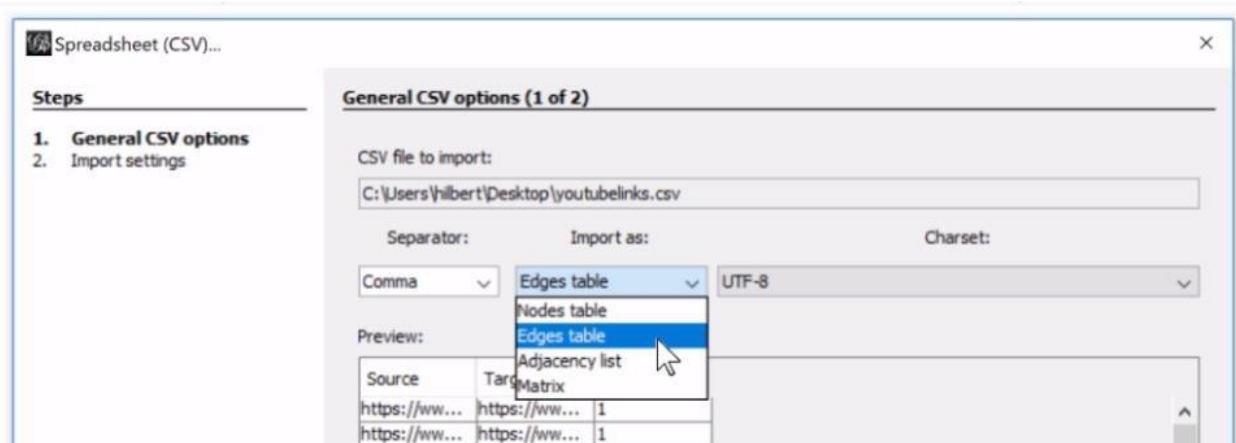 Spreadsheet (CSV)...
Steps
General CSV options (1 of 2)
1. General CSV options
2. Import settings
CSV file to import:
C:\Users\hilbert\Desktop\youtubelinks.csv
Separator: Import as: Charset:
Comma Edges table UTF-8
Nodes table
Edges table
Adjacency list
Matrix
Preview:
Source
https://ww... https://ww... 1
https://ww... https://ww... 1